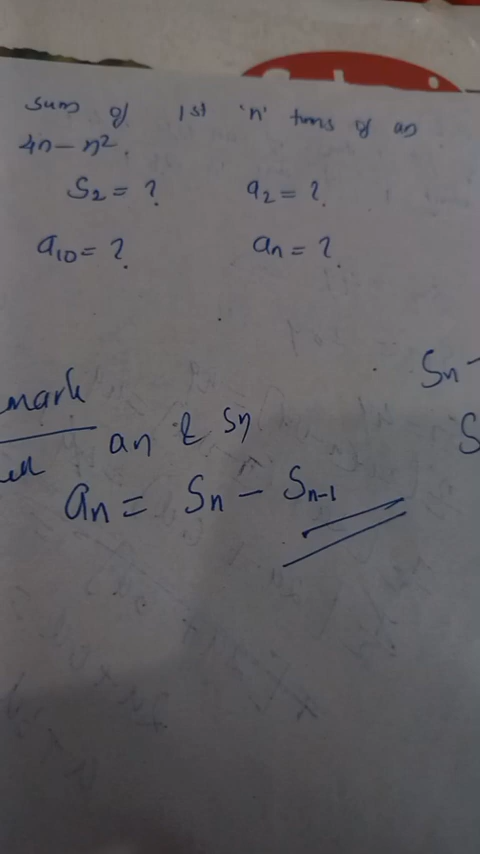 Sum of 1st 'n' tms of an
4n - n².
S₂ = ? a₂ = ?
a₁₀ = ? aₙ = ?
Sₙ -
mark
aₙ & Sₙ
S
aₙ = Sₙ - Sₙ₋₁